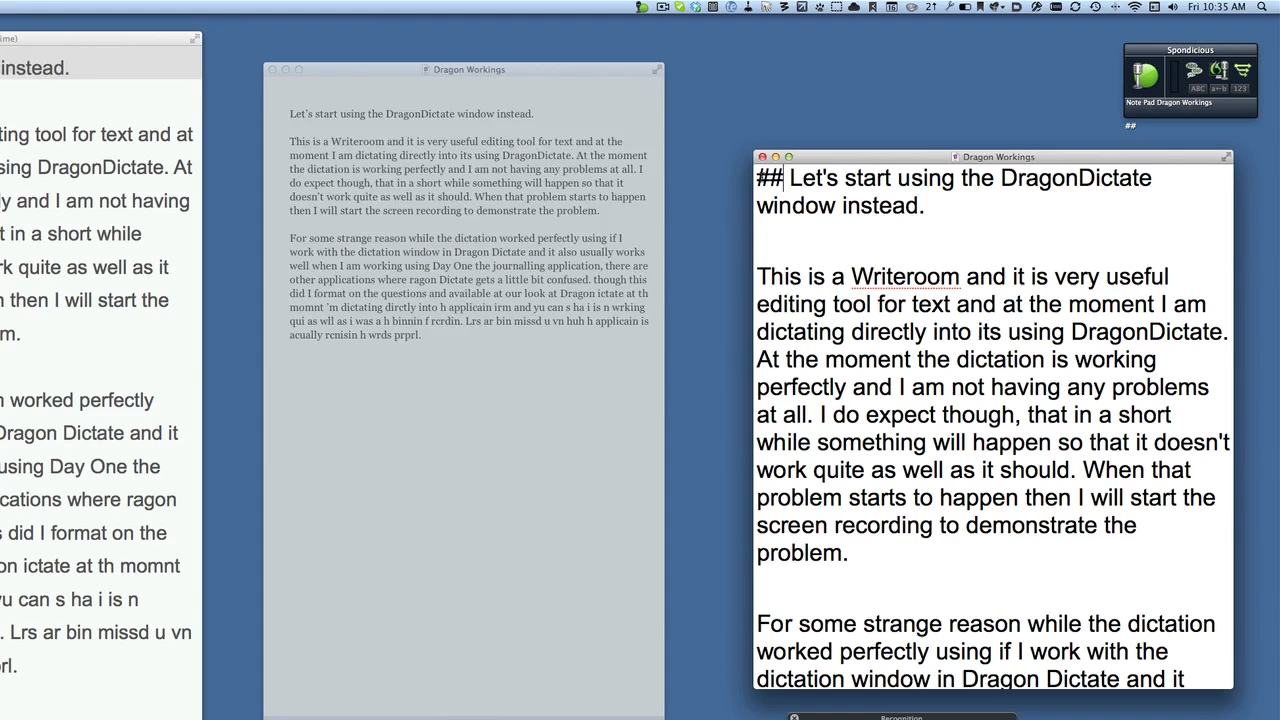 Fri 10:35 AM
ime)
instead.
ting tool for text and at
sing DragonDictate. At
ly and I am not having
t in a short while
rk quite as well as it
n then I will start the
m.
n worked perfectly
Dragon Dictate and it
using Day One the
cations where ragon
s did I format on the
on ictate at th momnt
yu can s ha i is n
. Lrs ar bin missd u vn
prl.
Dragon Workings
Let's start using the DragonDictate window instead.
This is a Writeroom and it is very useful editing tool for text and at the
moment I am dictating directly into its using DragonDictate. At the moment
the dictation is working perfectly and I am not having any problems at all. I
do expect though, that in a short while something will happen so that it
doesn't work quite as well as it should. When that problem starts to happen
then I will start the screen recording to demonstrate the problem.
For some strange reason while the dictation worked perfectly using if I
work with the dictation window in Dragon Dictate and it also usually works
well when I am working using Day One the journalling application, there are
other applications where ragon Dictate gets a little bit confused. though this
did I format on the questions and available at our look at Dragon ictate at th
momnt 'm dictating dirctly into h applicain irm and yu can s ha i is n wrking
qui as wll as i was a h binnin f rcrdin. Lrs ar bin missd u vn huh h applicain is
acually rcnisin h wrds prprl.
Spondicious
ABC
a↔b
123
Note Pad Dragon Workings
##
Dragon Workings
## Let's start using the DragonDictate
window instead.
This is a Writeroom and it is very useful
editing tool for text and at the moment I am
dictating directly into its using DragonDictate.
At the moment the dictation is working
perfectly and I am not having any problems
at all. I do expect though, that in a short
while something will happen so that it doesn't
work quite as well as it should. When that
problem starts to happen then I will start the
screen recording to demonstrate the
problem.
For some strange reason while the dictation
worked perfectly using if I work with the
dictation window in Dragon Dictate and it
Recognition